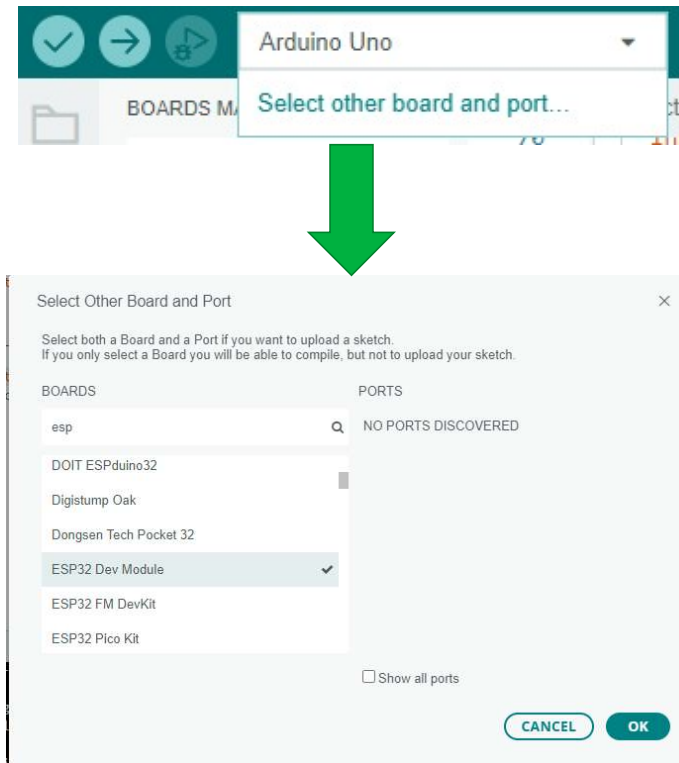 Arduino Uno
BOARDS MA
Select other board and port...
Select Other Board and Port
Select both a Board and a Port if you want to upload a sketch.
If you only select a Board you will be able to compile, but not to upload your sketch.
BOARDS
PORTS
esp
NO PORTS DISCOVERED
DOIT ESPduino32
Digistump Oak
Dongsen Tech Pocket 32
ESP32 Dev Module
ESP32 FM DevKit
ESP32 Pico Kit
Show all ports
CANCEL
OK